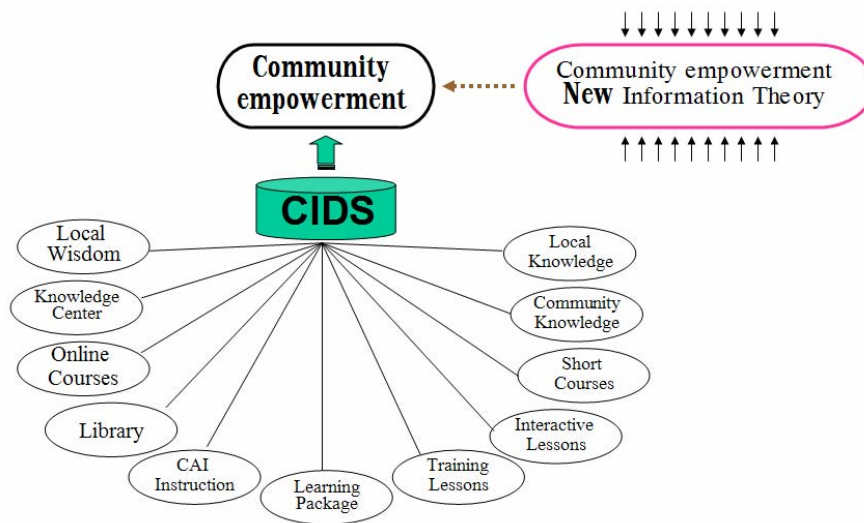 Community
empowerment
Community empowerment
New Information Theory
CIDS
Local
Wisdom
Knowledge
Center
Online
Courses
Library
CAI
Instruction
Learning
Package
Training
Lessons
Interactive
Lessons
Short
Courses
Community
Knowledge
Local
Knowledge